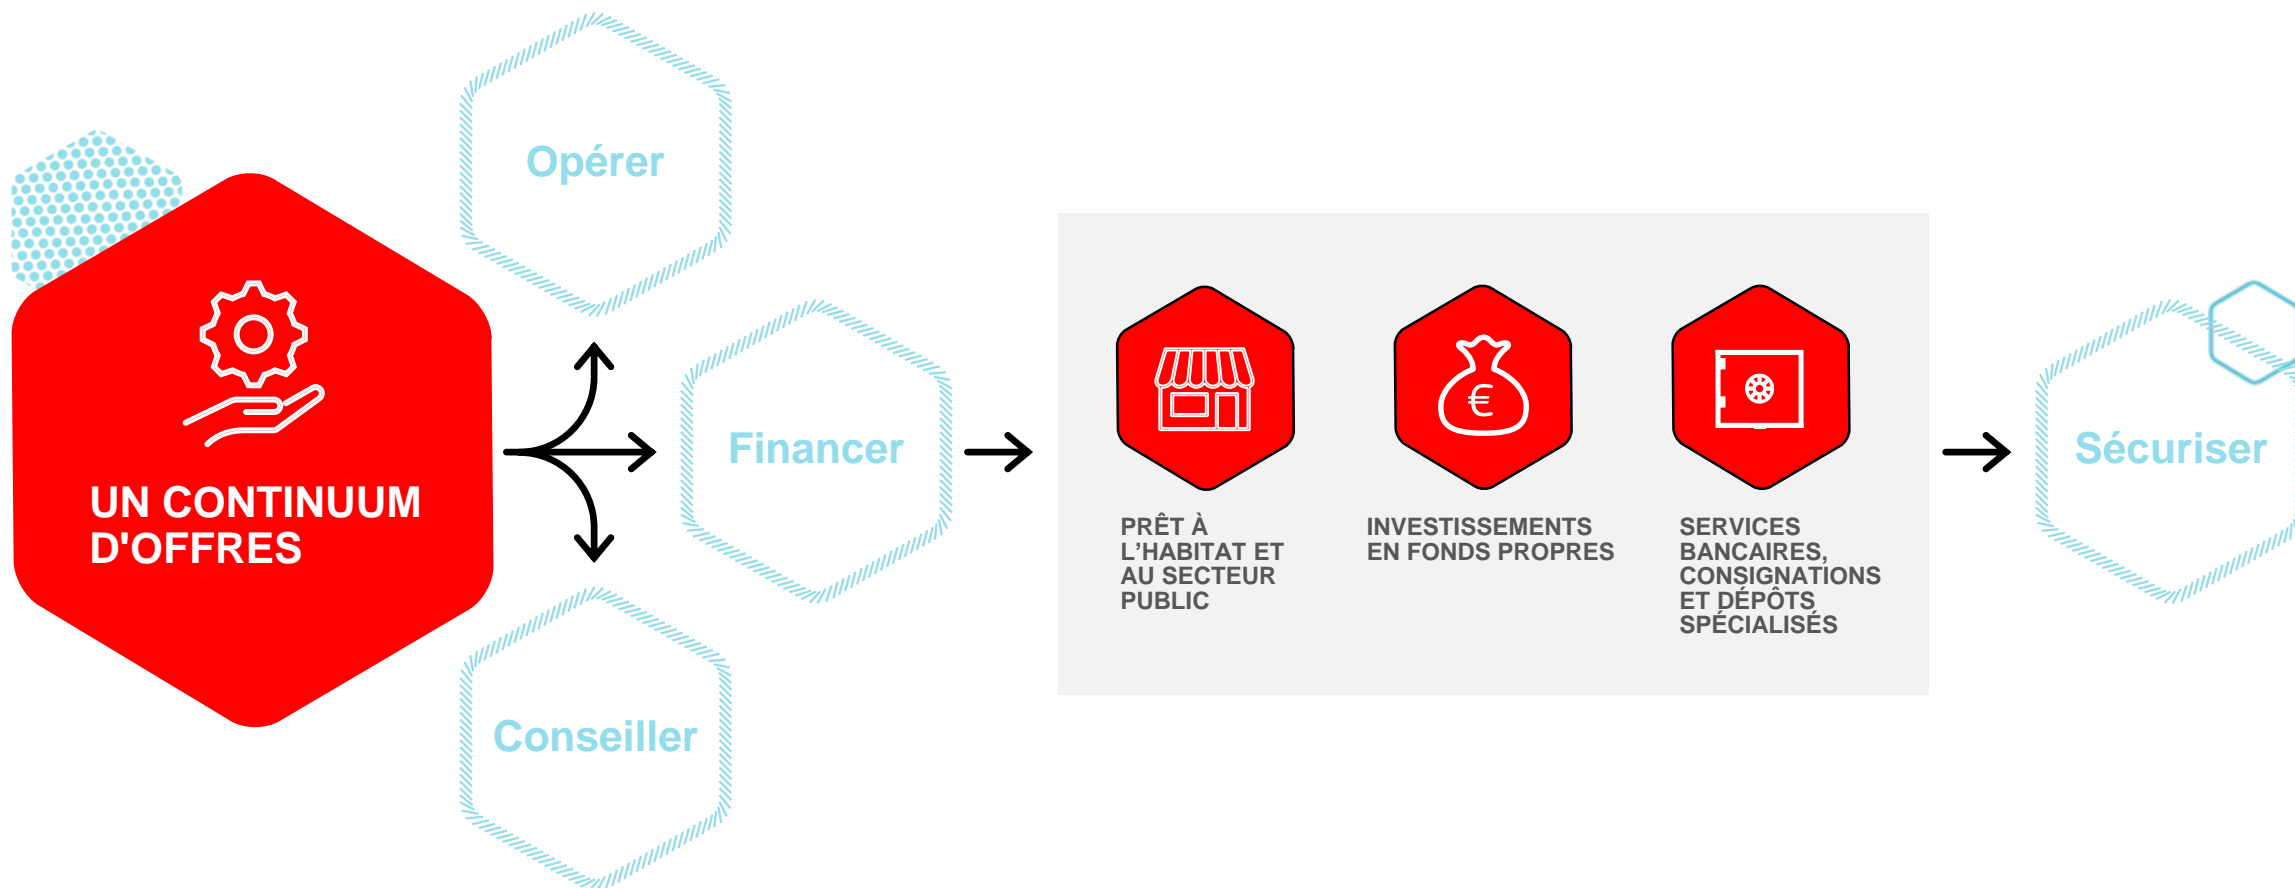 UN CONTINUUM
D'OFFRES
Opérer
Financer
Conseiller
PRÊT À
L’HABITAT ET
AU SECTEUR
PUBLIC
€
INVESTISSEMENTS
EN FONDS PROPRES
SERVICES
BANCAIRES,
CONSIGNATIONS
ET DÉPÔTS
SPÉCIALISÉS
Sécuriser